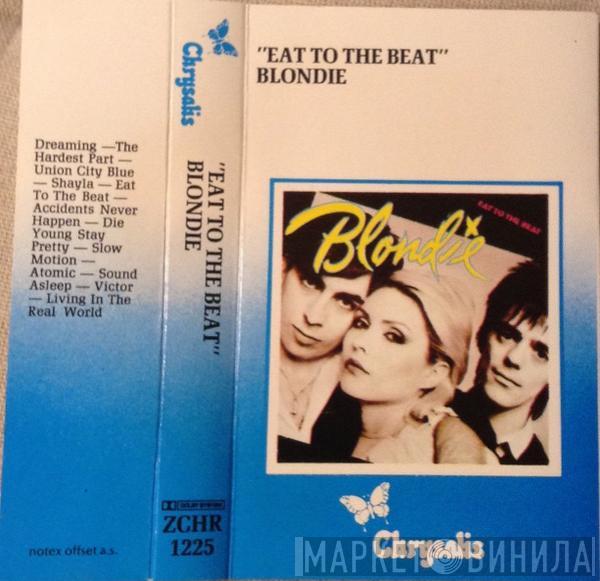 Dreaming —The
Hardest Part —
Union City Blue
— Shayla — Eat
To The Beat —
Accidents Never
Happen — Die
Young Stay
Pretty — Slow
Motion —
Atomic — Sound
Asleep — Victor
— Living In The
Real World
notex offset a.s.
Chrysalis
"EAT TO THE BEAT"
BLONDIE
DOLBY SYSTEM
ZCHR
1225
"EAT TO THE BEAT"
BLONDIE
EAT TO THE BEAT
Blondie
Chrysalis
МАРКЕТ ВИНИЛА